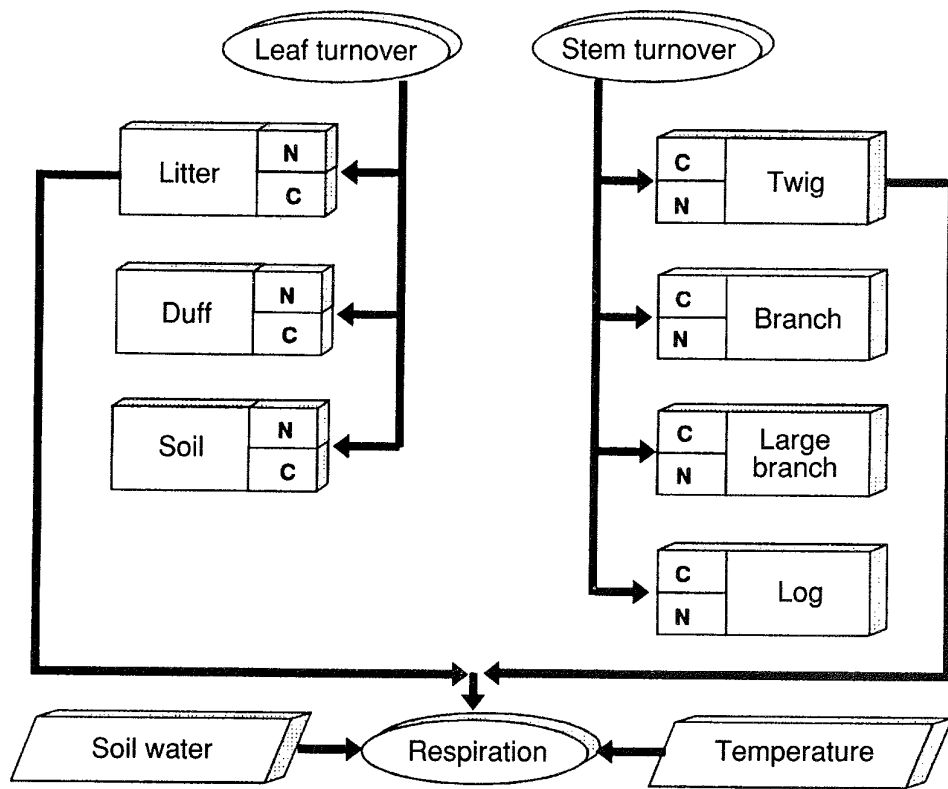 Leaf turnover
Stem turnover
Litter
N
C
Duff
N
C
Soil
N
C
C
N
Twig
C
N
Branch
C
N
Large
branch
C
N
Log
Soil water
Respiration
Temperature